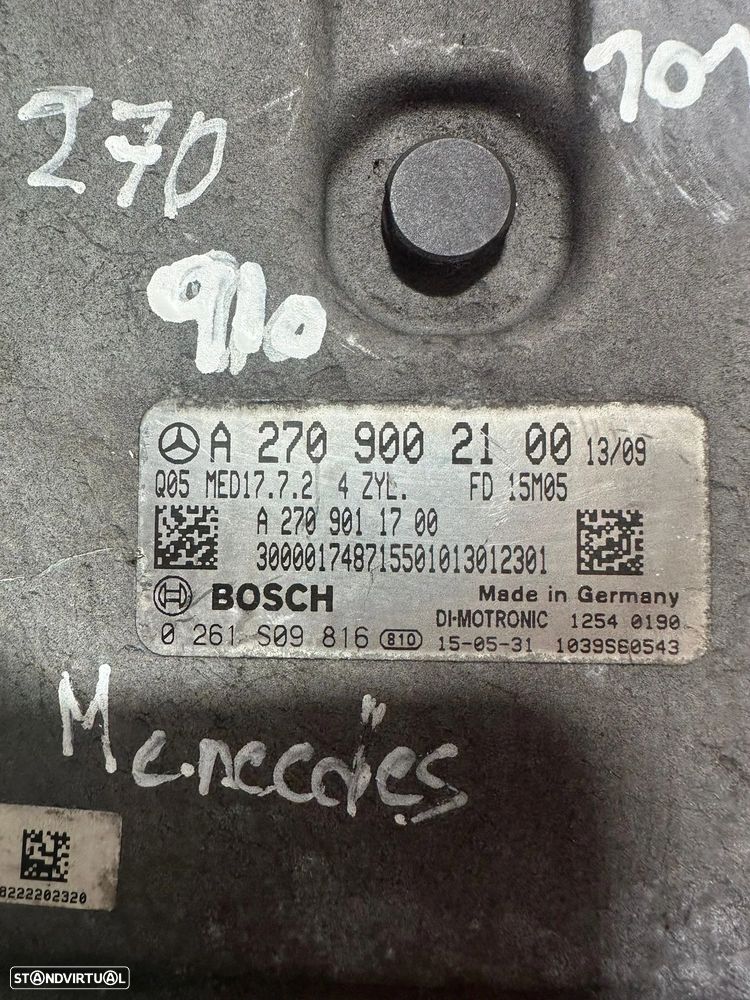 101
270
910
A 270 900 21 00 13/09
Q05 MED17.7.2 4 ZYL. FD 15M05
A 270 901 17 00
300001748715501013012301
BOSCH Made in Germany
DI-MOTRONIC 1254 0190
0 261 S09 816 810 15-05-31 1039S60543
Mercedes
8222202320
STANDVIRTUAL